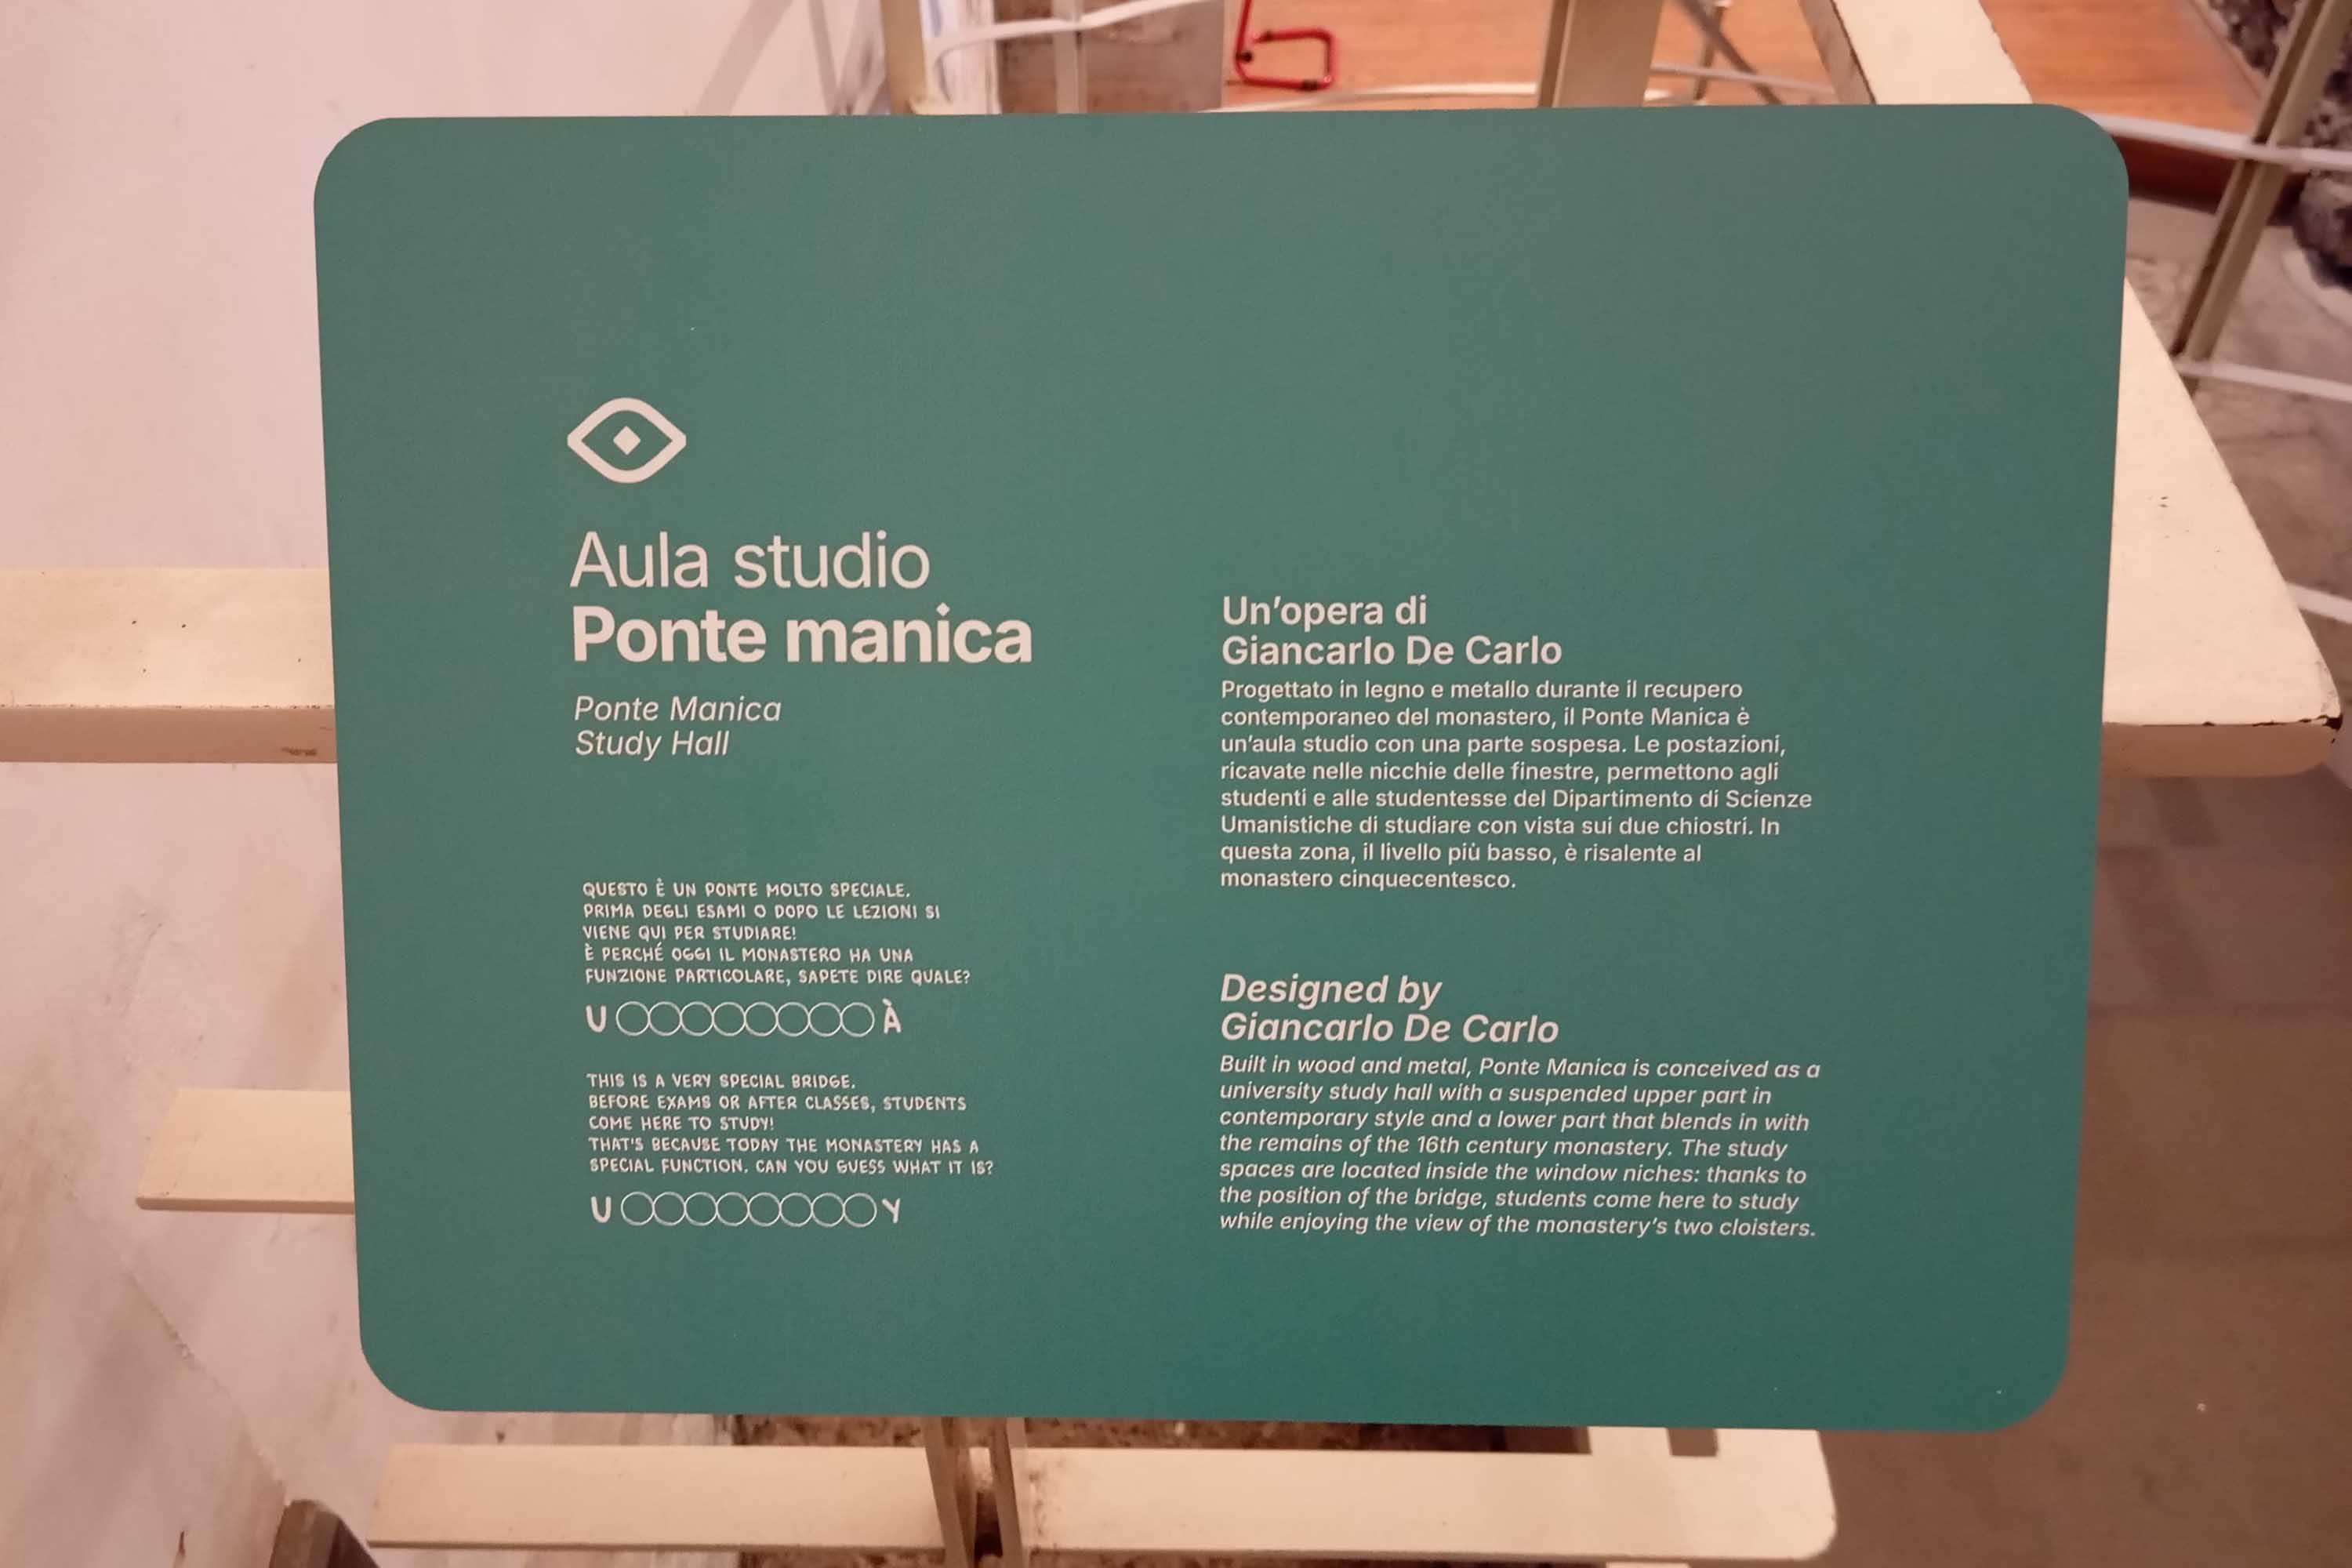 Aula studio
Ponte manica
Ponte Manica
Study Hall
QUESTO È UN PONTE MOLTO SPECIALE.
PRIMA DEGLI ESAMI O DOPO LE LEZIONI SI
VIENE QUI PER STUDIARE!
È PERCHÉ OGGI IL MONASTERO HA UNA
FUNZIONE PARTICOLARE, SAPETE DIRE QUALE?
U◯◯◯◯◯◯◯◯À
THIS IS A VERY SPECIAL BRIDGE.
BEFORE EXAMS OR AFTER CLASSES, STUDENTS
COME HERE TO STUDY!
THAT'S BECAUSE TODAY THE MONASTERY HAS A
SPECIAL FUNCTION. CAN YOU GUESS WHAT IT IS?
U◯◯◯◯◯◯◯◯Y
Un'opera di
Giancarlo De Carlo
Progettato in legno e metallo durante il recupero
contemporaneo del monastero, il Ponte Manica è
un'aula studio con una parte sospesa. Le postazioni,
ricavate nelle nicchie delle finestre, permettono agli
studenti e alle studentesse del Dipartimento di Scienze
Umanistiche di studiare con vista sui due chiostri. In
questa zona, il livello più basso, è risalente al
monastero cinquecentesco.
Designed by
Giancarlo De Carlo
Built in wood and metal, Ponte Manica is conceived as a
university study hall with a suspended upper part in
contemporary style and a lower part that blends in with
the remains of the 16th century monastery. The study
spaces are located inside the window niches: thanks to
the position of the bridge, students come here to study
while enjoying the view of the monastery's two cloisters.